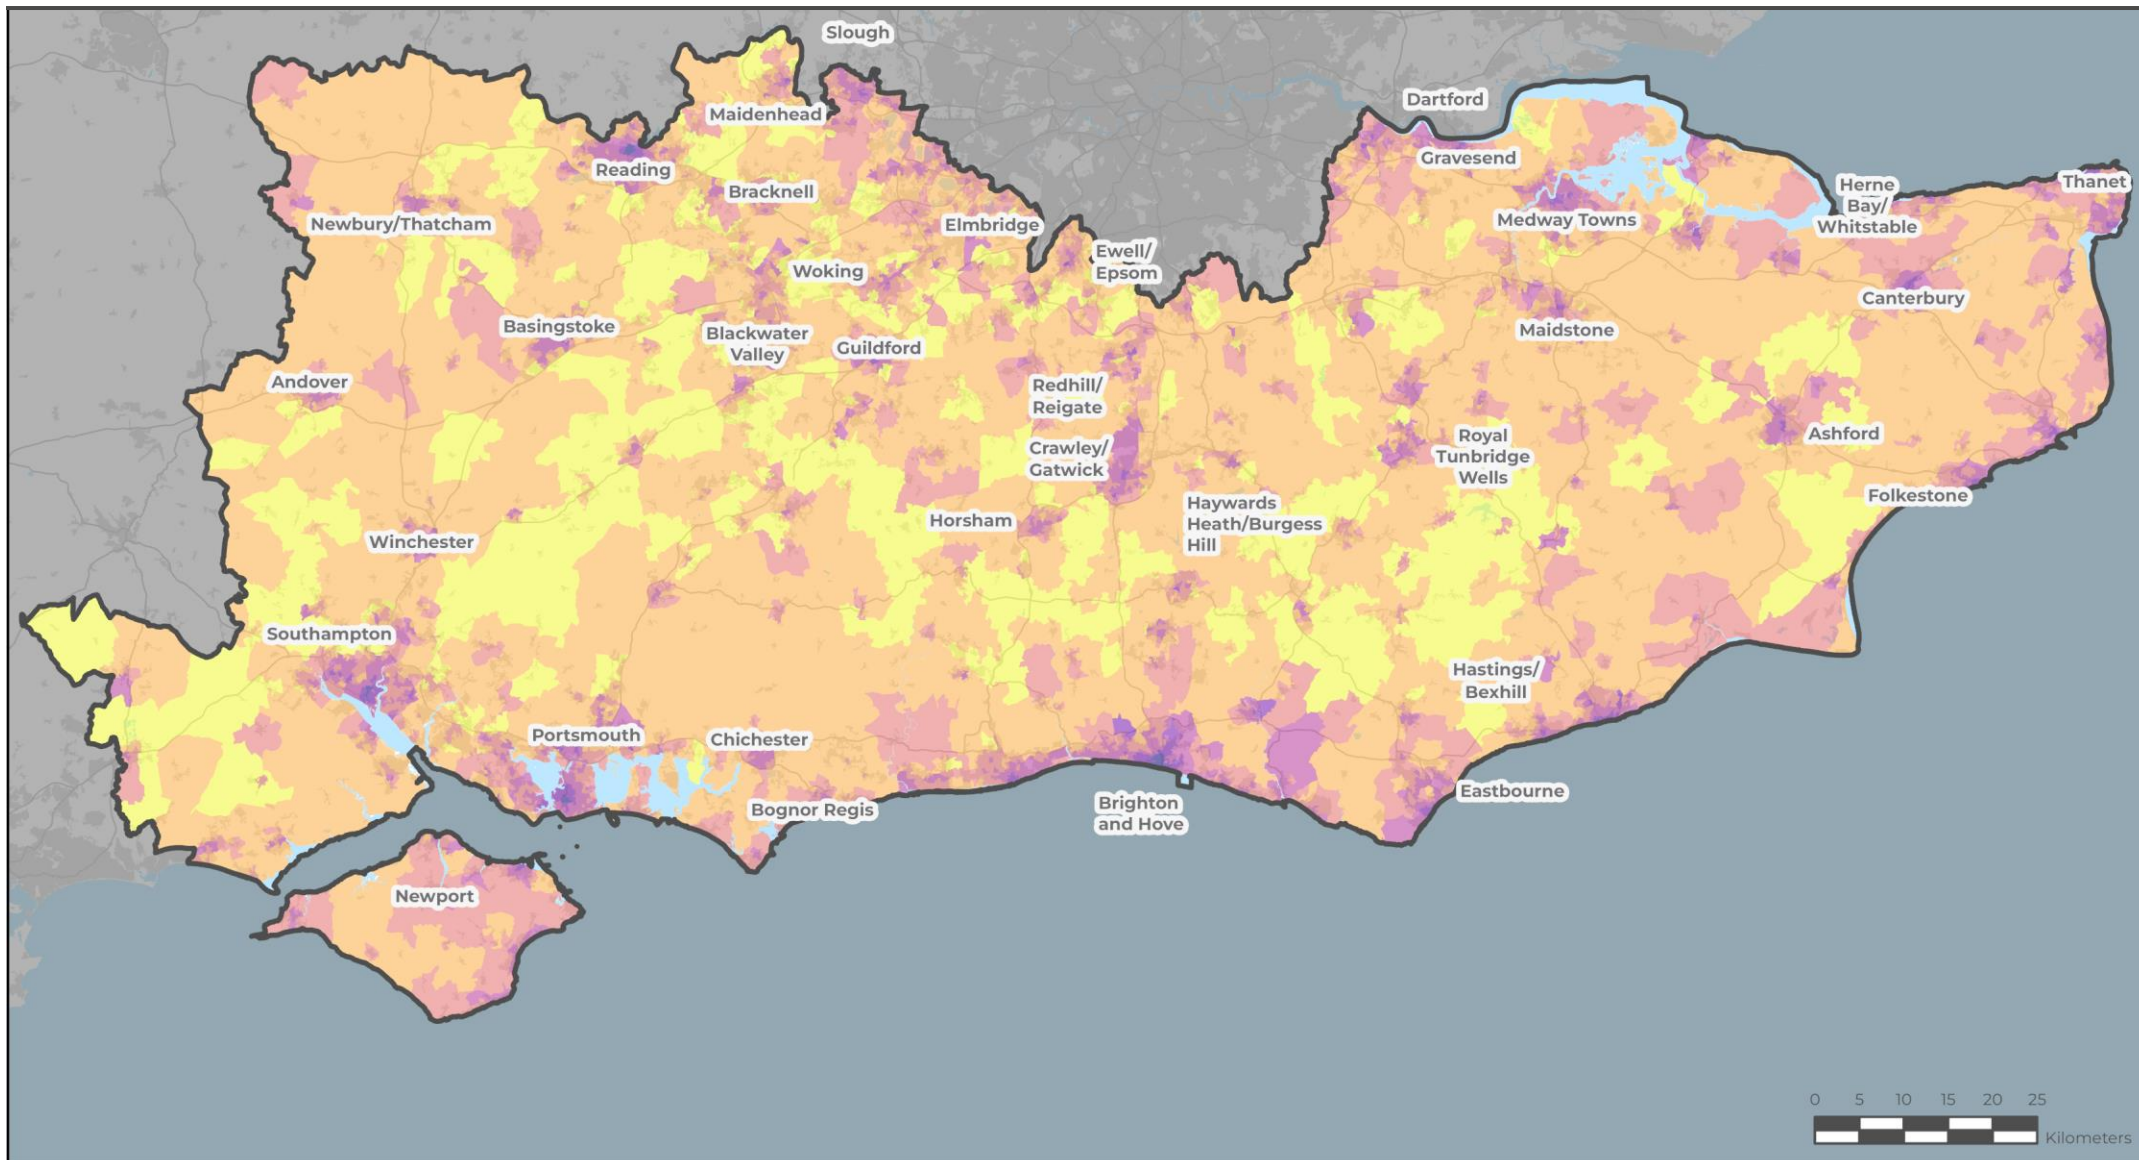 Slough
Dartford
Maidenhead
Gravesend
Reading
Bracknell
Herne
Bay/
Whitstable
Thanet
Newbury/Thatcham
Elmbridge
Medway Towns
Ewell/
Epsom
Woking
Canterbury
Basingstoke
Blackwater
Valley
Guildford
Maidstone
Andover
Redhill/
Reigate
Crawley/
Gatwick
Royal
Tunbridge
Wells
Ashford
Folkestone
Winchester
Horsham
Haywards
Heath/Burgess
Hill
Southampton
Hastings/
Bexhill
Portsmouth
Chichester
Bognor Regis
Brighton
and Hove
Eastbourne
Newport
0 5 10 15 20 25
Kilometers